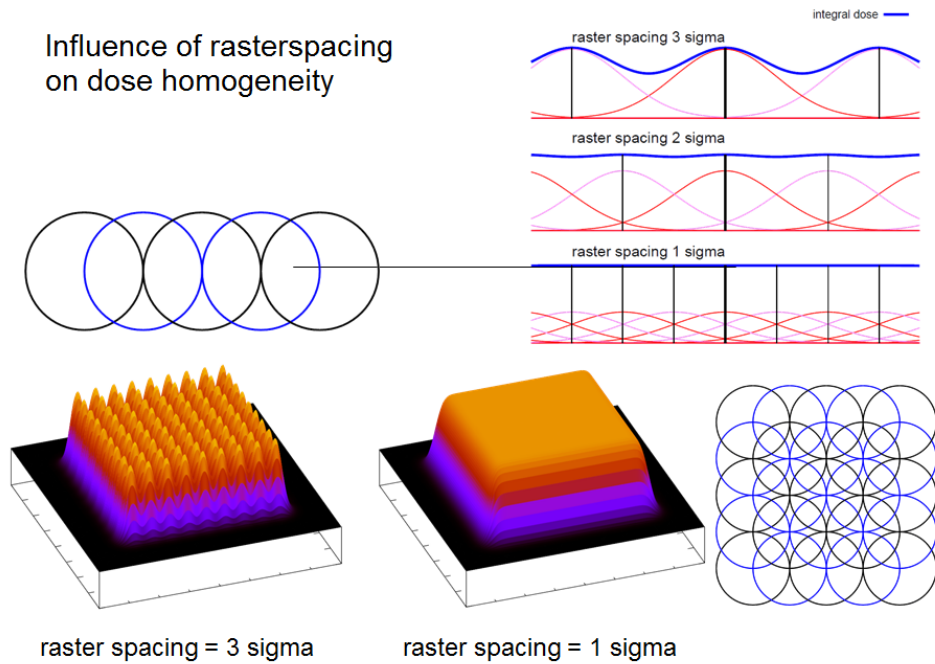 Influence of rasterspacing
on dose homogeneity
integral dose
raster spacing 3 sigma
raster spacing 2 sigma
raster spacing 1 sigma
raster spacing = 3 sigma
raster spacing = 1 sigma